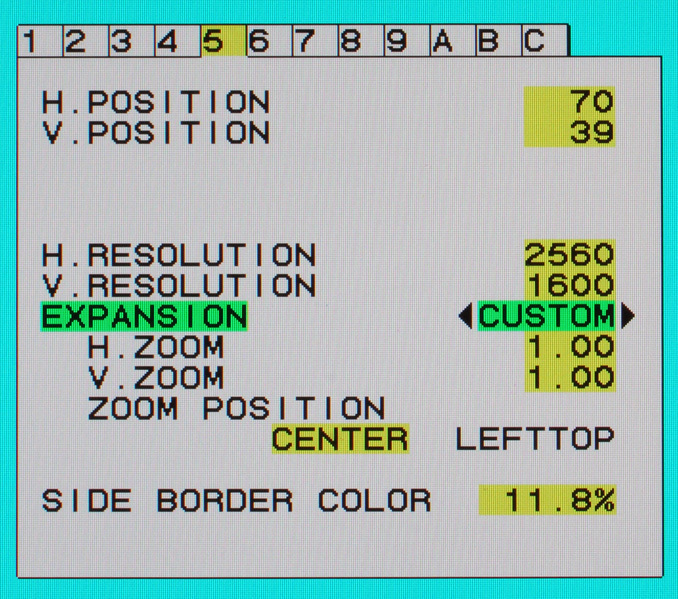 1 2 3 4 5 6 7 8 9 A B C
H.POSITION 70
V.POSITION 39
H.RESOLUTION 2560
V.RESOLUTION 1600
EXPANSION CUSTOM
H.ZOOM 1.00
V.ZOOM 1.00
ZOOM POSITION
CENTER LEFTTOP
SIDE BORDER COLOR 11.8%